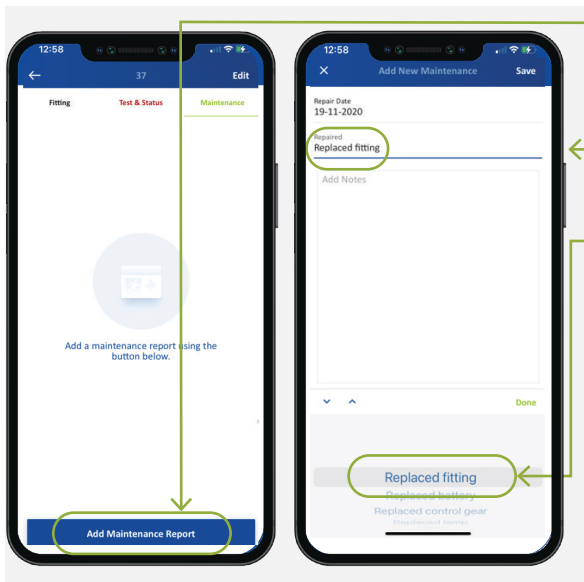 12:58
37
Edit
Fitting
Test & Status
Maintenance
Add a maintenance report using the
button below.
Add Maintenance Report
12:58
Add New Maintenance
Save
Repair Date
19-11-2020
Repaired
Replaced fitting
Add Notes
Done
Replaced fitting
Replaced battery
Replaced control gear
Replaced lamp